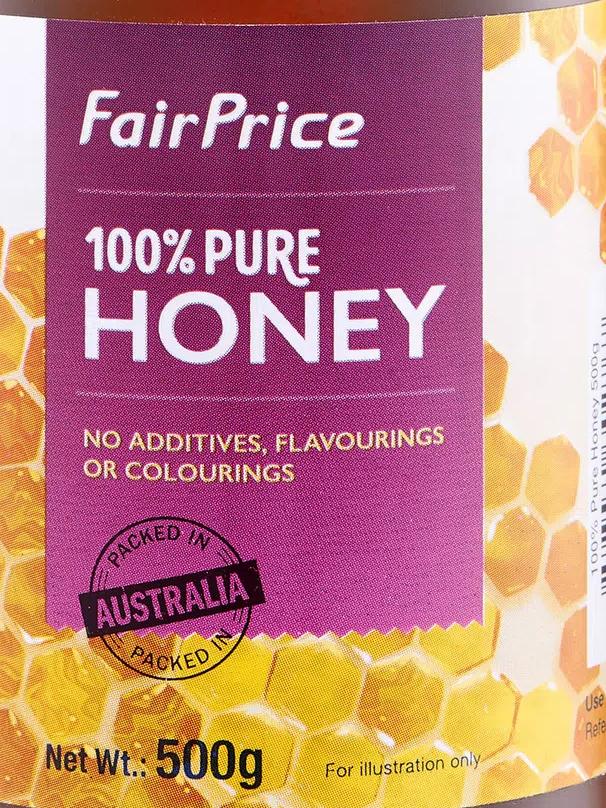 FairPrice
100% PURE
HONEY
NO ADDITIVES, FLAVOURINGS
OR COLOURINGS
PACKED IN
AUSTRALIA
PACKED IN
Net Wt.: 500g
For illustration only
100% Pure Honey 500g
Use